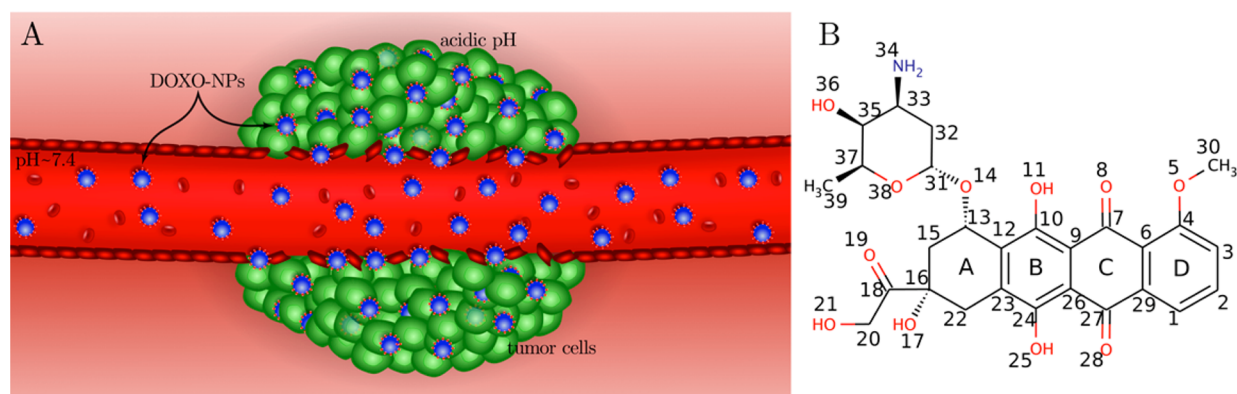 A
acidic pH
DOXO-NPs
pH~7.4
tumor cells
B
34
NH₂
36
HO
35
33
32
37
H₃C
39
38
O
31
O
14
11
OH
8
O
5
O
30
CH₃
13
12
10
9
7
6
4
3
15
19
O
A
B
C
D
16
18
21
HO
20
HO
17
22
23
24
26
27
29
1
2
25
OH
28
O